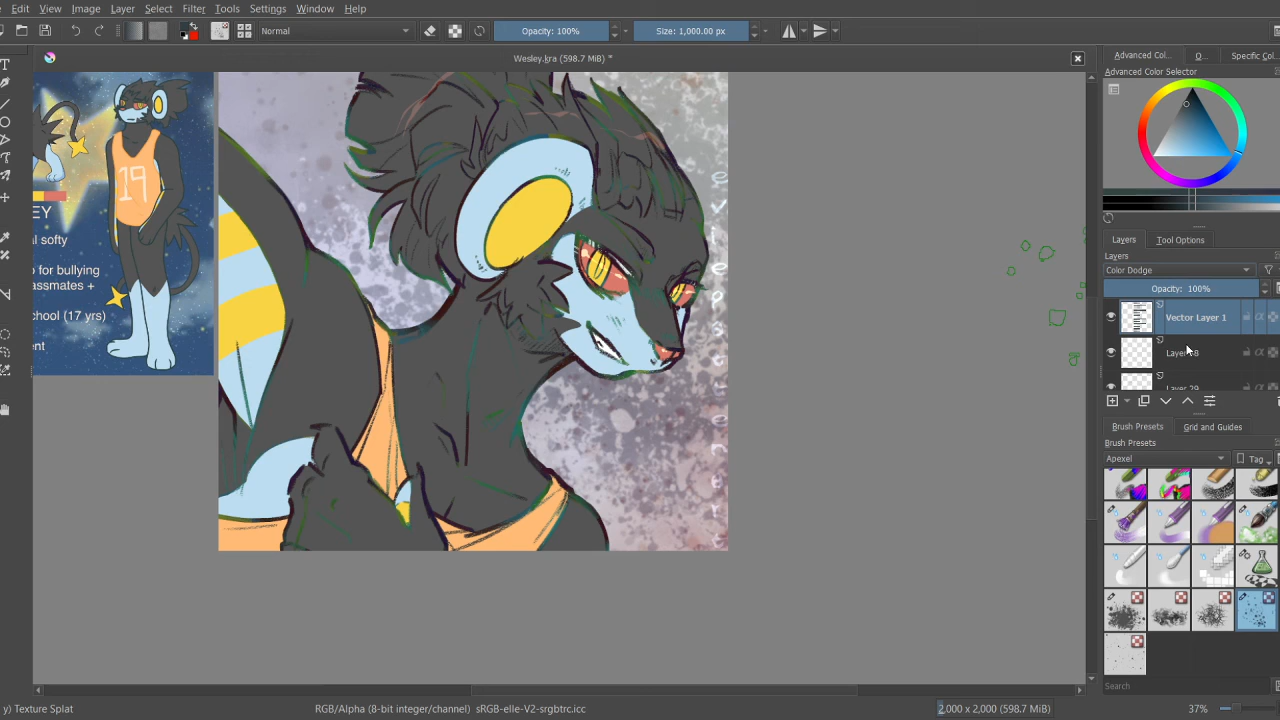 Edit View Image Layer Select Filter Tools Settings Window Help
Normal Opacity: 100% Size: 1,000.00 px
Wesley.kra (598.7 MiB) *
Advanced Col... O... Specific Col
Advanced Color Selector
19
EY
al softy
o for bullying
assmates +
school (17 yrs)
ent
Layers Tool Options
Layers
Color Dodge
Opacity: 100%
Vector Layer 1
Layer 29
Brush Presets Grid and Guides
Brush Presets
Apexel Tag
Search
y) Texture Splat RGB/Alpha (8-bit integer/channel) sRGB-elle-V2-srgbtrc.icc 2,000 x 2,000 (598.7 MiB) 37%